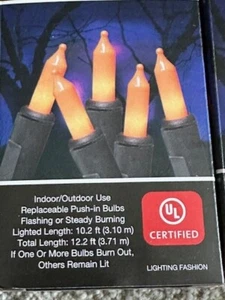 Indoor/Outdoor Use
Replaceable Push-in Bulbs
Flashing or Steady Burning
Lighted Length: 10.2 ft (3.10 m)
Total Length: 12.2 ft (3.71 m)
If One Or More Bulbs Burn Out,
Others Remain Lit
UL
CERTIFIED
LIGHTING FASHION